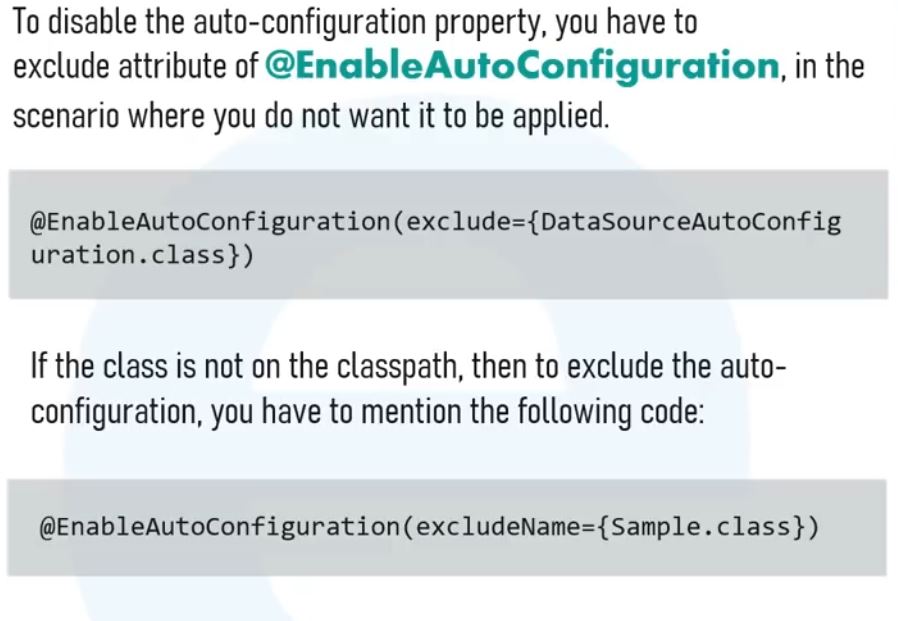 To disable the auto-configuration property, you have to
exclude attribute of @EnableAutoConfiguration, in the
scenario where you do not want it to be applied.
@EnableAutoConfiguration(exclude={DataSourceAutoConfig
uration.class})
If the class is not on the classpath, then to exclude the auto-
configuration, you have to mention the following code:
@EnableAutoConfiguration(excludeName={Sample.class})